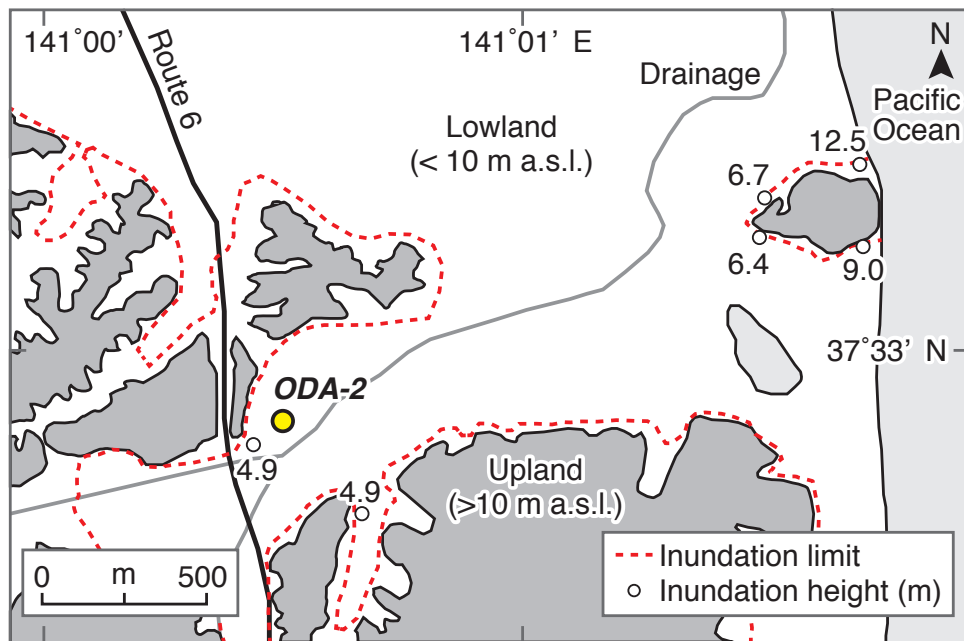 141°00’
141°01’ E
N
Route 6
Drainage
Pacific
Ocean
Lowland
(< 10 m a.s.l.)
12.5
6.7
6.4
9.0
37°33’ N
ODA-2
4.9
4.9
Upland
(>10 m a.s.l.)
0 m 500
Inundation limit
Inundation height (m)